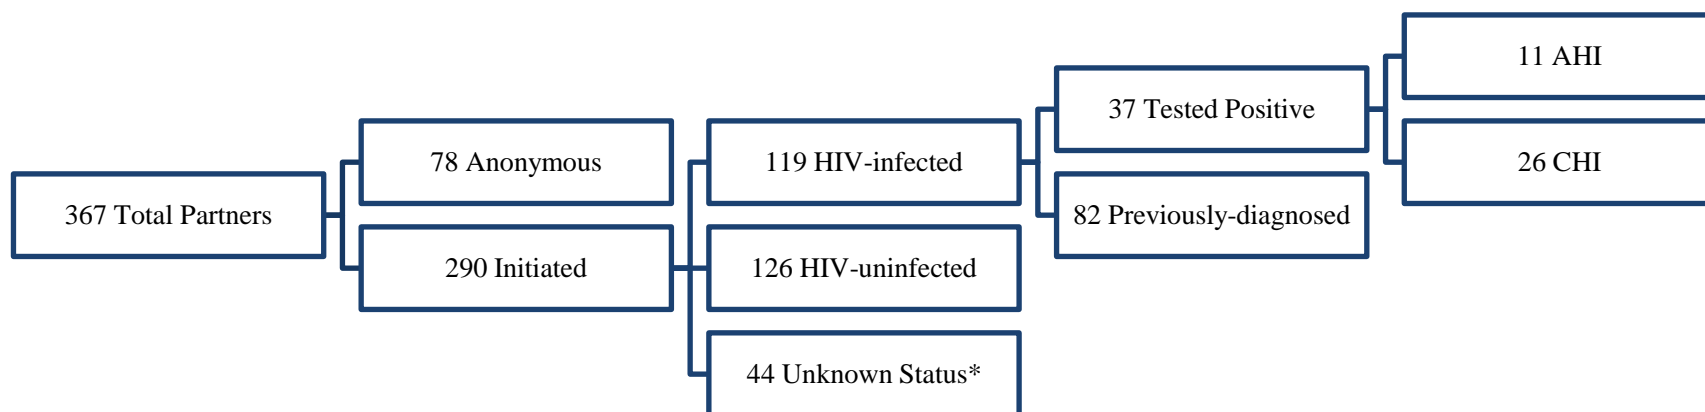 367 Total Partners
78 Anonymous
290 Initiated
119 HIV-infected
126 HIV-uninfected
44 Unknown Status*
37 Tested Positive
82 Previously-diagnosed
11 AHI
26 CHI